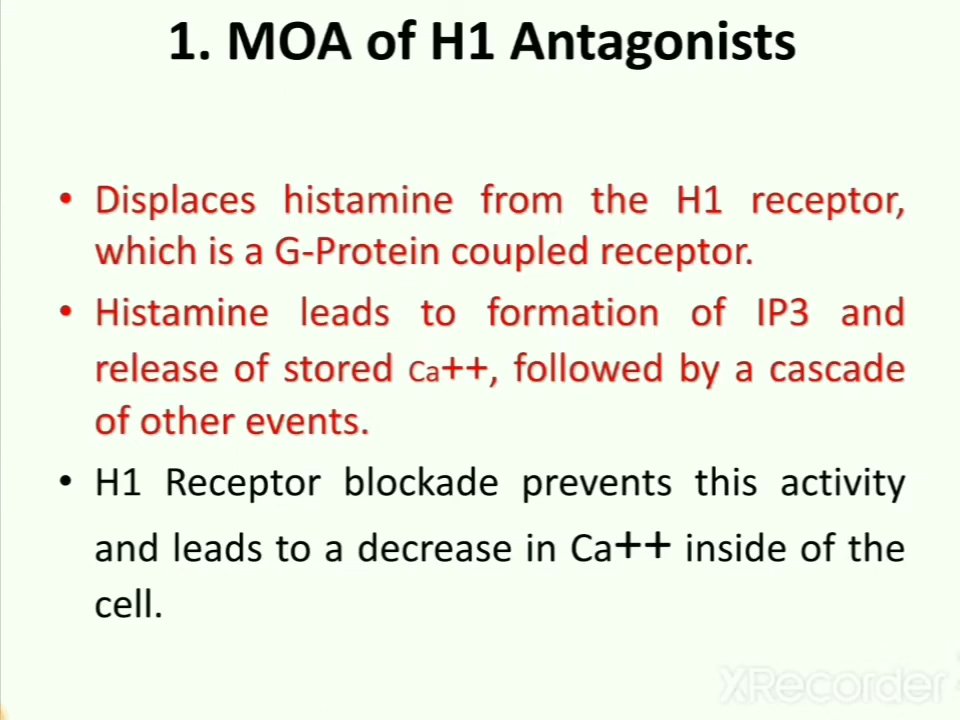 1. MOA of H1 Antagonists
• Displaces histamine from the H1 receptor,
which is a G-Protein coupled receptor.
• Histamine leads to formation of IP3 and
release of stored Ca++, followed by a cascade
of other events.
• H1 Receptor blockade prevents this activity
and leads to a decrease in Ca++ inside of the
cell.
XRecorder